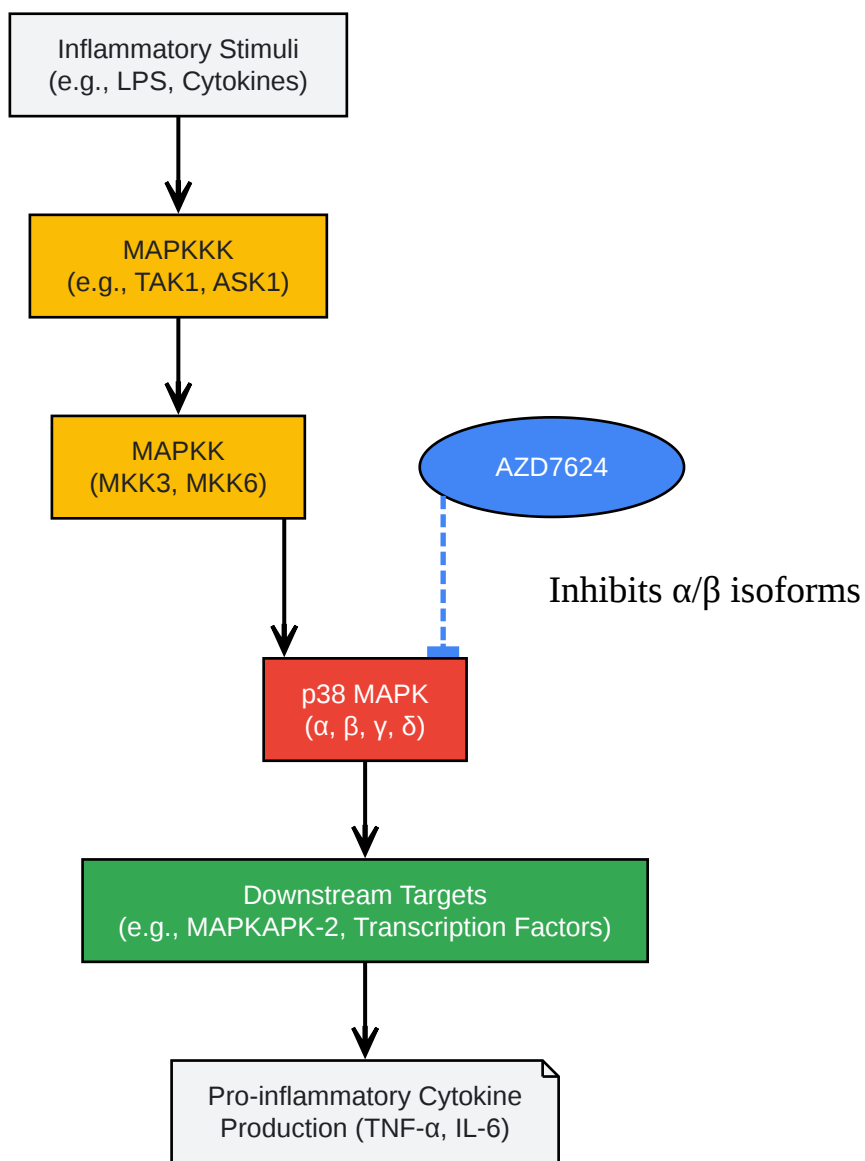 Inflammatory Stimuli
(e.g., LPS, Cytokines)
MAPKKK
(e.g., TAK1, ASK1)
MAPKK
(MKK3, MKK6)
AZD7624
Inhibits α/β isoforms
p38 MAPK
(α, β, γ, δ)
Downstream Targets
(e.g., MAPKAPK-2, Transcription Factors)
Pro-inflammatory Cytokine
Production (TNF-α, IL-6)